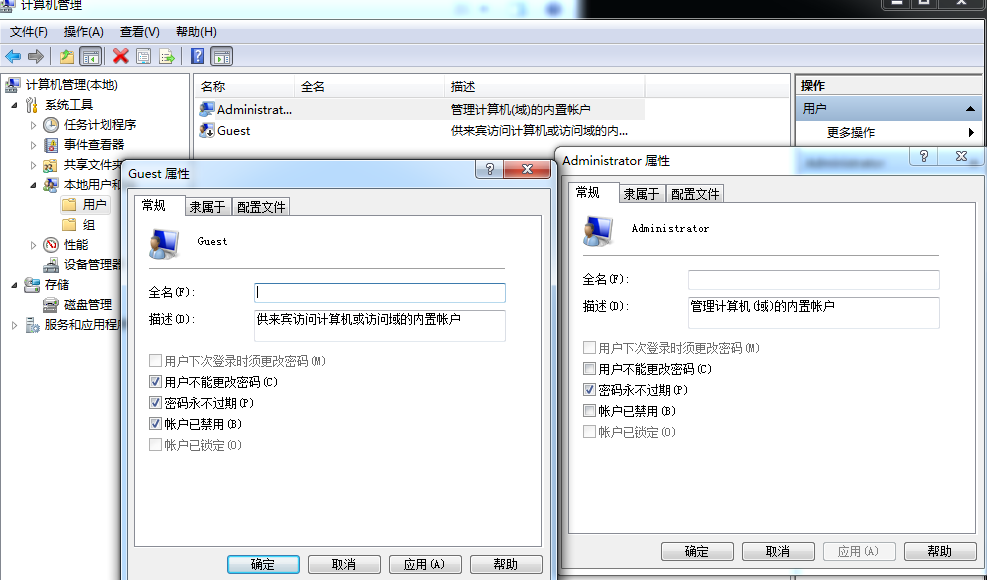 计算机管理
文件(F) 操作(A) 查看(V) 帮助(H)
计算机管理(本地)
系统工具
任务计划程序
事件查看器
共享文件夹
本地用户和
用户
组
性能
设备管理器
存储
磁盘管理
服务和应用程序
名称 全名 描述
Administrat... 管理计算机(域)的内置帐户
Guest 供来宾访问计算机或访问域的内...
操作
用户
更多操作
Guest 属性
常规 隶属于 配置文件
Guest
全名(F):
描述(D): 供来宾访问计算机或访问域的内置帐户
用户下次登录时须更改密码(M)
用户不能更改密码(C)
密码永不过期(P)
帐户已禁用(B)
帐户已锁定(O)
确定 取消 应用(A) 帮助
Administrator 属性
常规 隶属于 配置文件
Administrator
全名(F):
描述(D): 管理计算机(域)的内置帐户
用户下次登录时须更改密码(M)
用户不能更改密码(C)
密码永不过期(P)
帐户已禁用(B)
帐户已锁定(O)
确定 取消 应用(A) 帮助